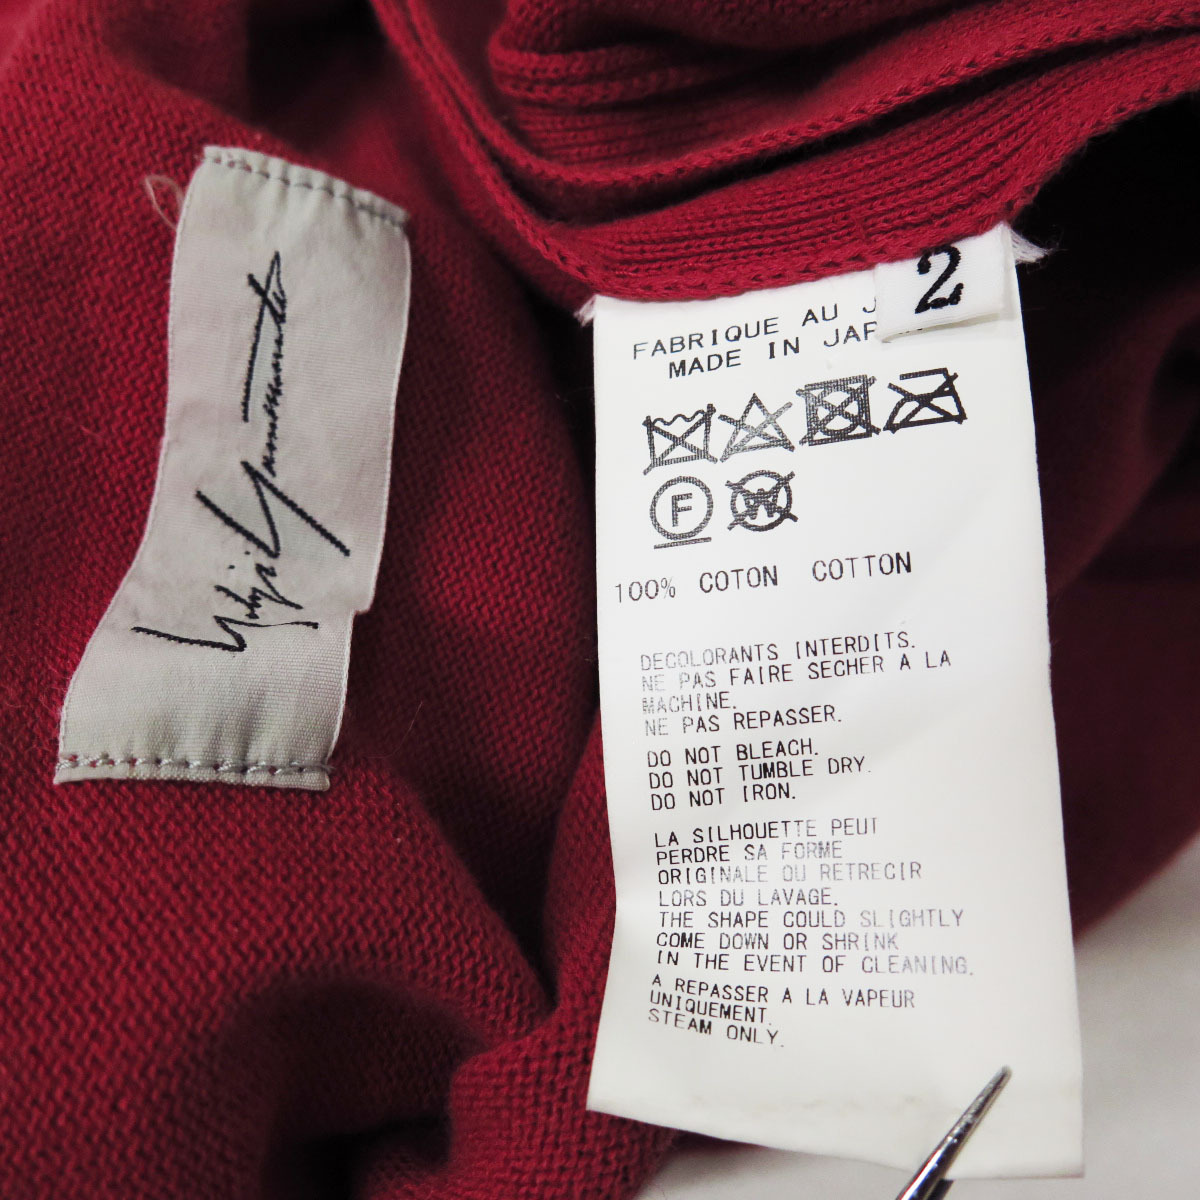 Yohji Yamamoto
2
FABRIQUE AU J
MADE IN JAPAN
F
W
100% COTON COTTON
DECOLORANTS INTERDITS.
NE PAS FAIRE SECHER A LA
MACHINE.
NE PAS REPASSER.
DO NOT BLEACH.
DO NOT TUMBLE DRY.
DO NOT IRON.
LA SILHOUETTE PEUT
PERDRE SA FORME
ORIGINALE OU RETRECIR
LORS DU LAVAGE.
THE SHAPE COULD SLIGHTLY
COME DOWN OR SHRINK
IN THE EVENT OF CLEANING.
A REPASSER A LA VAPEUR
UNIQUEMENT.
STEAM ONLY.